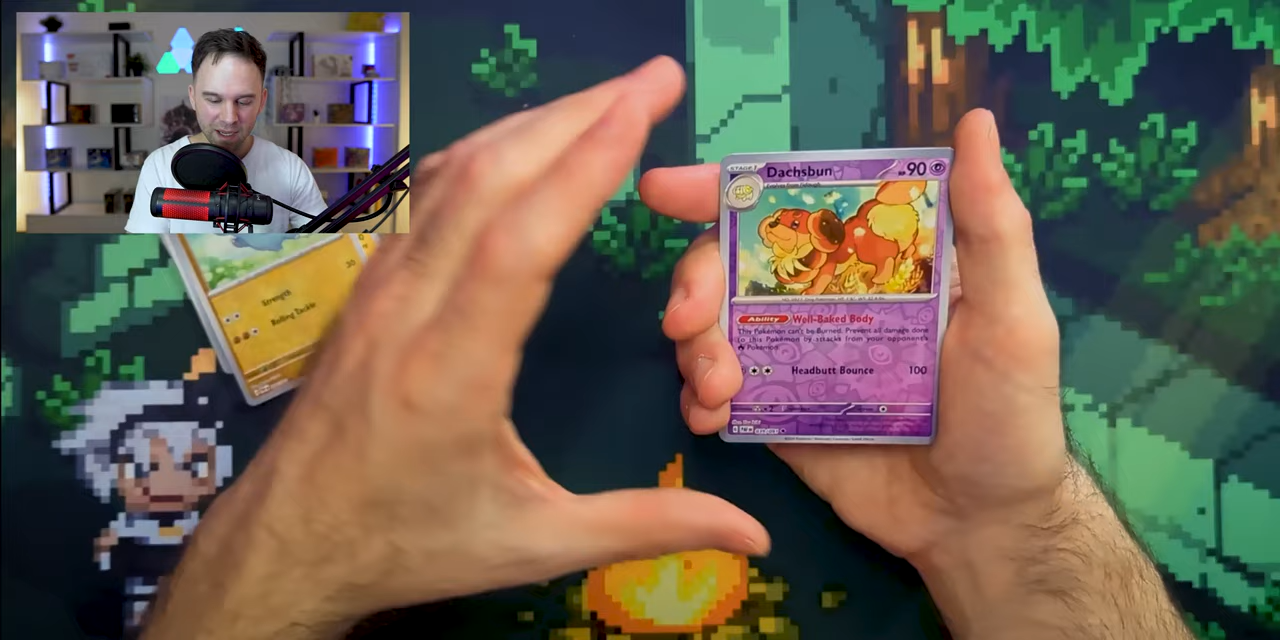 STAGE 1 Dachsbun HP 90
Ability Well-Baked Body
This Pokémon can't be Burned. Prevent all damage done
to this Pokémon by attacks from your opponent's
Pokémon.
Headbutt Bounce 100
30
Strength
Rolling Tackle